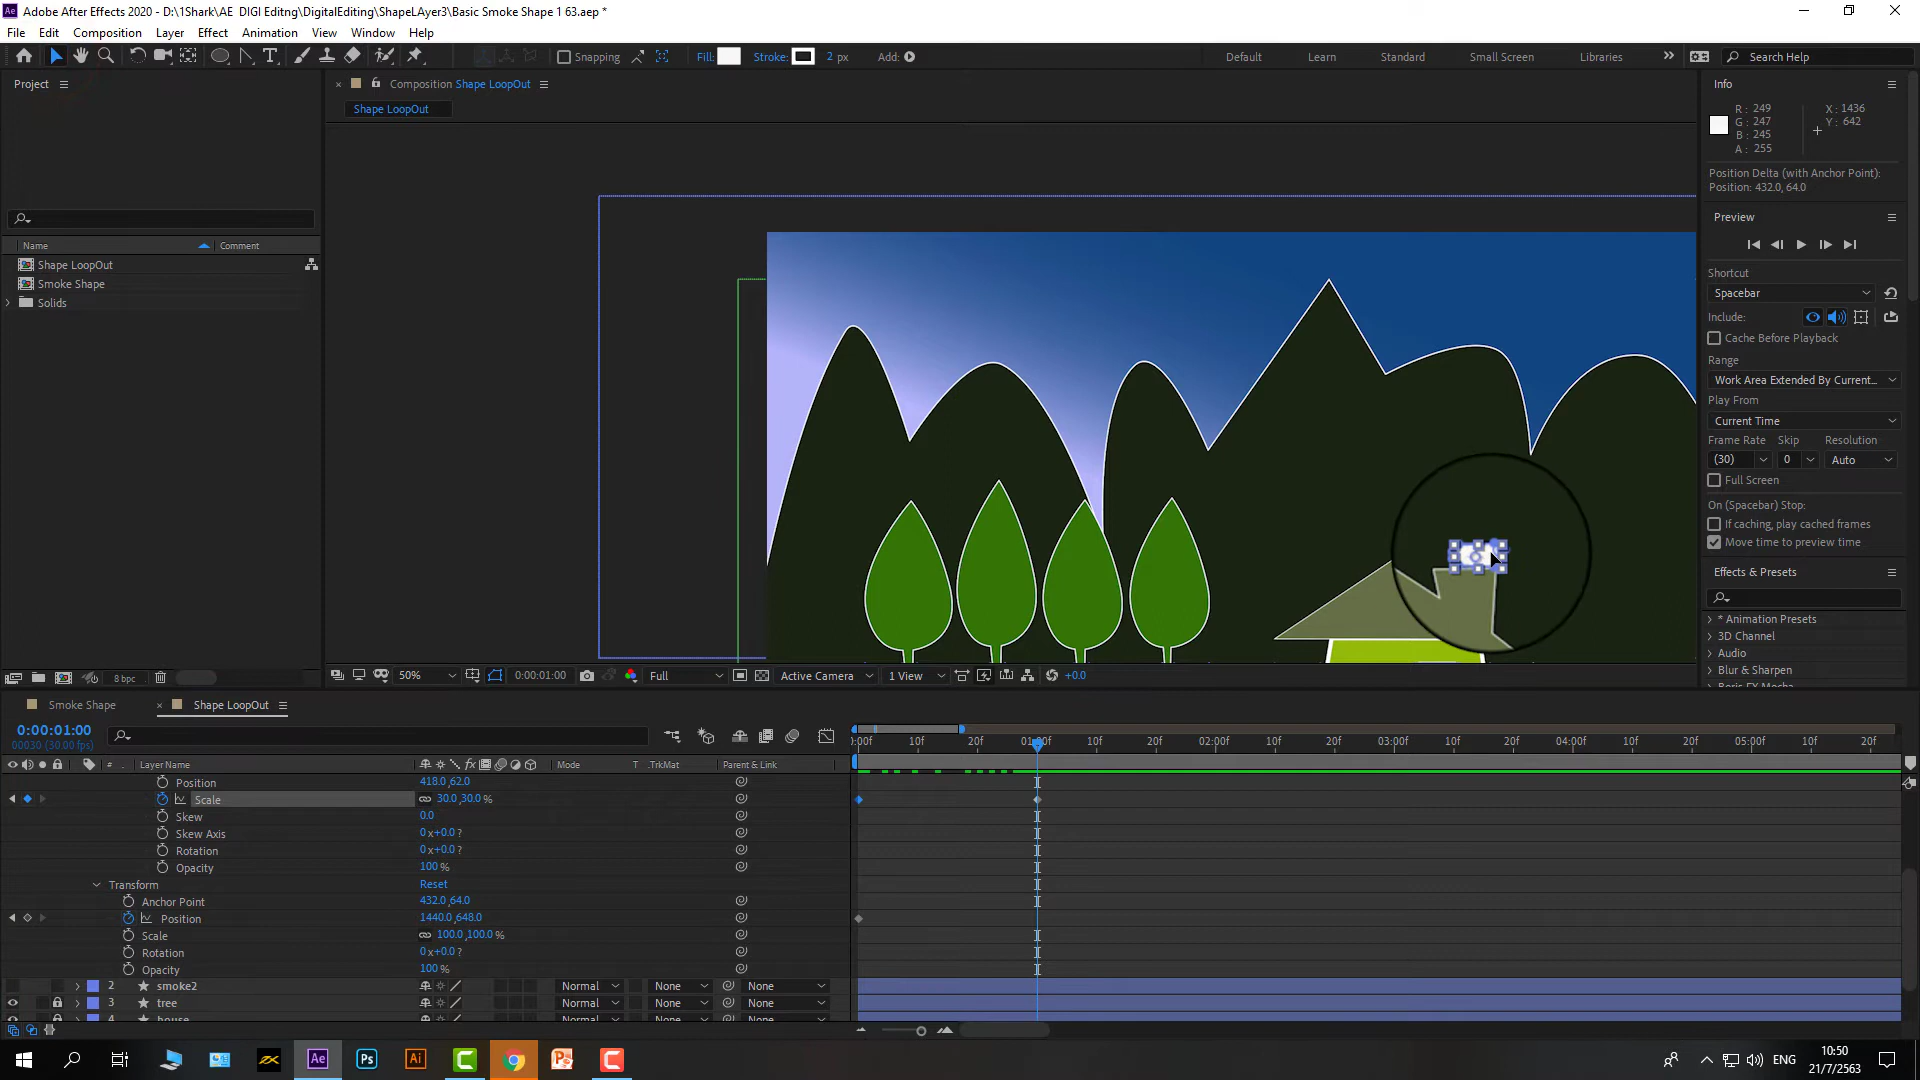 Adobe After Effects 2020 - D:\1Shark\AE  DIGI Editng\DigitalEditing\ShapeLAyer3\Basic Smoke Shape 1 63.aep *
File Edit Composition Layer Effect Animation View Window Help
Snapping Fill: Stroke: 2 px Add: Default Learn Standard Small Screen Libraries Search Help
Project
Composition Shape LoopOut
Shape LoopOut
Name Comment
Shape LoopOut
Smoke Shape
Solids
8 bpc
50% 0:00:01:00 Full Active Camera 1 View +0.0
Info
R : 249
G : 247
B : 245
A : 255
X : 1436
Y : 642
Position Delta (with Anchor Point):
Position: 432.0, 64.0
Preview
Shortcut
Spacebar
Include:
Cache Before Playback
Range
Work Area Extended By Current...
Play From
Current Time
Frame Rate Skip Resolution
(30) 0 Auto
Full Screen
On (Spacebar) Stop:
If caching, play cached frames
Move time to preview time
Effects & Presets
* Animation Presets
3D Channel
Audio
Blur & Sharpen
Boris FX Mocha
Smoke Shape Shape LoopOut
0:00:01:00
00030 (30.00 fps)
0:00f 10f 20f 01:00f 10f 20f 02:00f 10f 20f 03:00f 10f 20f 04:00f 10f 20f 05:00f 20f
# Layer Name Mode T .TrkMat Parent & Link
Position 418.0,62.0
Scale 30.0,30.0 %
Skew 0.0
Skew Axis 0 x+0.0 ?
Rotation 0 x+0.0 ?
Opacity 100 %
Transform Reset
Anchor Point 432.0,64.0
Position 1440.0,648.0
Scale 100.0,100.0 %
Rotation 0 x+0.0 ?
Opacity 100 %
2 smoke2 Normal None None
3 tree Normal None None
4 house Normal None None
Ae Ps Ai
ENG
10:50
21/7/2563